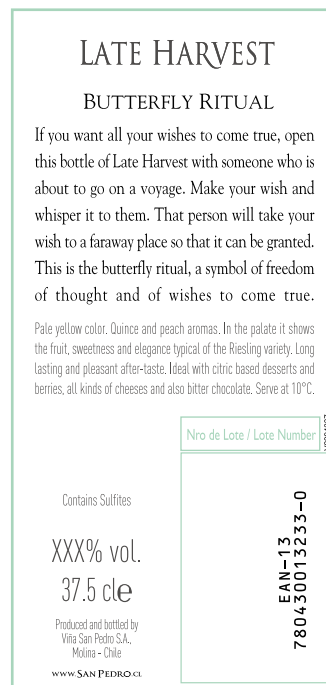 LATE HARVEST
BUTTERFLY RITUAL
If you want all your wishes to come true, open
this bottle of Late Harvest with someone who is
about to go on a voyage. Make your wish and
whisper it to them. That person will take your
wish to a faraway place so that it can be granted.
This is the butterfly ritual, a symbol of freedom
of thought and of wishes to come true.
Pale yellow color. Quince and peach aromas. In the palate it shows
the fruit, sweetness and elegance typical of the Riesling variety. Long
lasting and pleasant after-taste. Ideal with citric based desserts and
berries, all kinds of cheeses and also bitter chocolate. Serve at 10°C.
Nro de Lote / Lote Number
Contains Sulfites
XXX% vol.
37.5 cle
Produced and bottled by
Viña San Pedro S.A.,
Molina - Chile
WWW.SANPEDRO.CL
EAN-13
780430013233-0